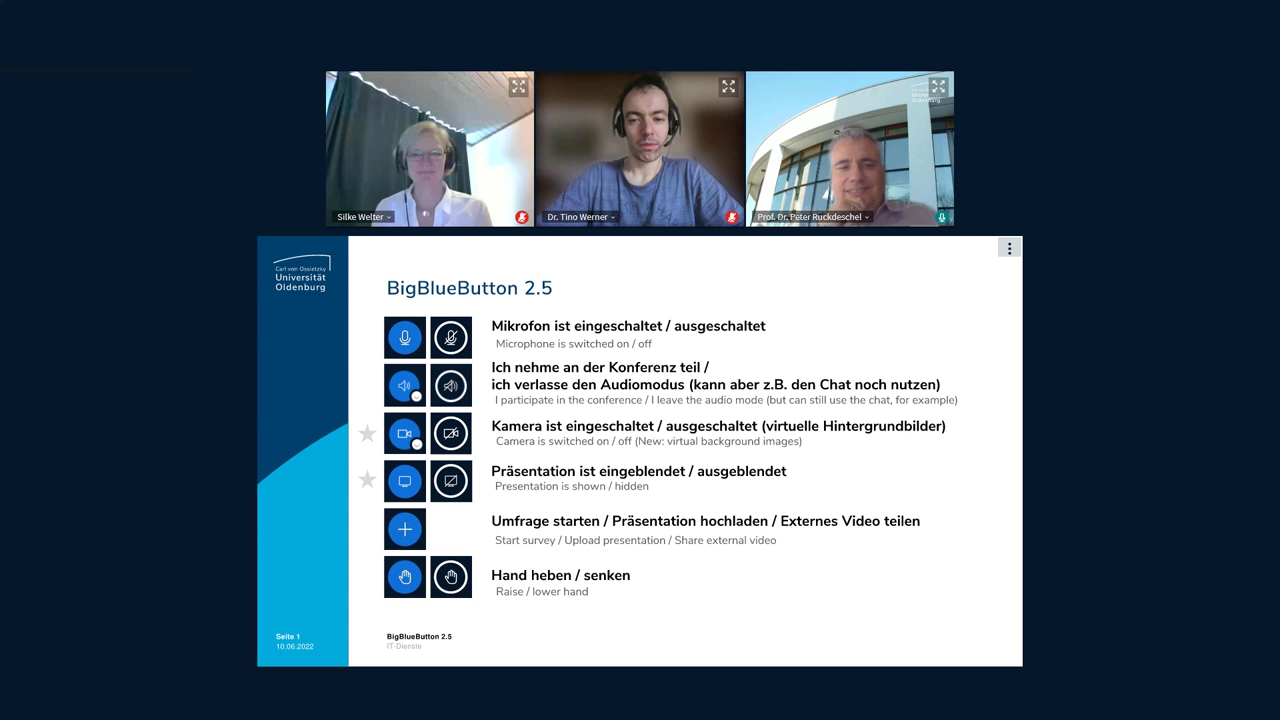 Oldenburg
Silke Welter
Dr. Tino Werner
Prof. Dr. Peter Ruckdeschel
Carl von Ossietzky
Universität
Oldenburg
BigBlueButton 2.5
Mikrofon ist eingeschaltet / ausgeschaltet
Microphone is switched on / off
Ich nehme an der Konferenz teil /
ich verlasse den Audiomodus (kann aber z.B. den Chat noch nutzen)
I participate in the conference / I leave the audio mode (but can still use the chat, for example)
Kamera ist eingeschaltet / ausgeschaltet (virtuelle Hintergrundbilder)
Camera is switched on / off (New: virtual background images)
Präsentation ist eingeblendet / ausgeblendet
Presentation is shown / hidden
Umfrage starten / Präsentation hochladen / Externes Video teilen
Start survey / Upload presentation / Share external video
Hand heben / senken
Raise / lower hand
Seite 1
10.06.2022
BigBlueButton 2.5
IT-Dienste